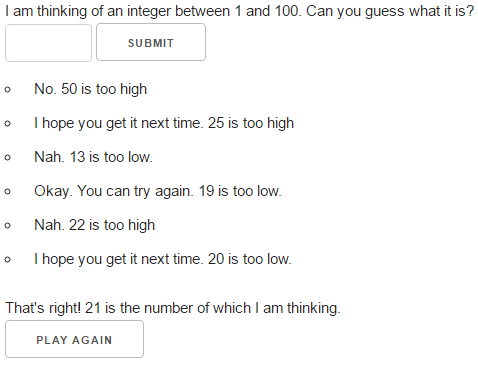 I am thinking of an integer between 1 and 100. Can you guess what it is?
SUBMIT
No. 50 is too high
I hope you get it next time. 25 is too high
Nah. 13 is too low.
Okay. You can try again. 19 is too low.
Nah. 22 is too high
I hope you get it next time. 20 is too low.
That's right! 21 is the number of which I am thinking.
PLAY AGAIN